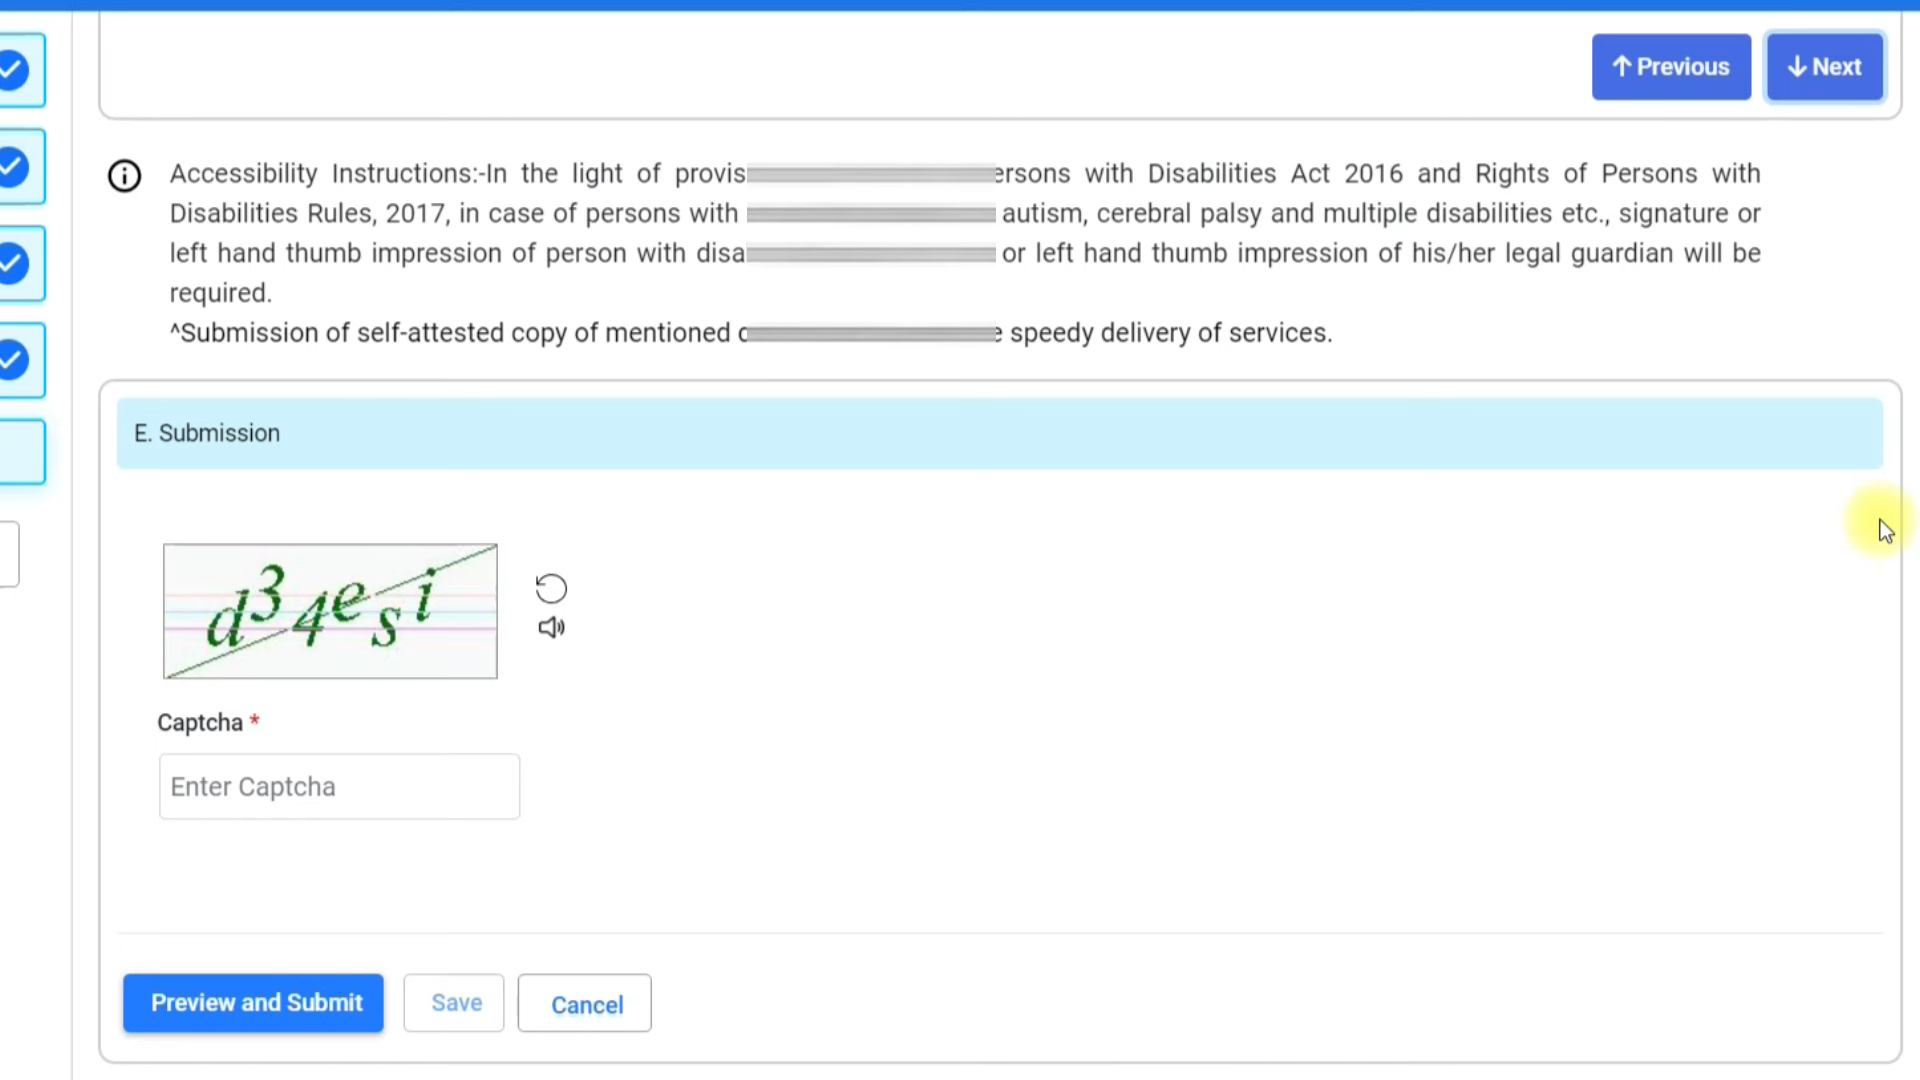 Previous
Next
Accessibility Instructions:-In the light of with Disabilities Act 2016 and Rights of Persons with
Disabilities Rules, 2017, in case of persons with autism, cerebral palsy and multiple disabilities etc., signature or
left hand thumb impression of person with or left hand thumb impression of his/her legal guardian will be
required.
^Submission of self-attested copy of mentioned speedy delivery of services.
E. Submission
d34esi
Captcha *
Enter Captcha
Preview and Submit
Save
Cancel